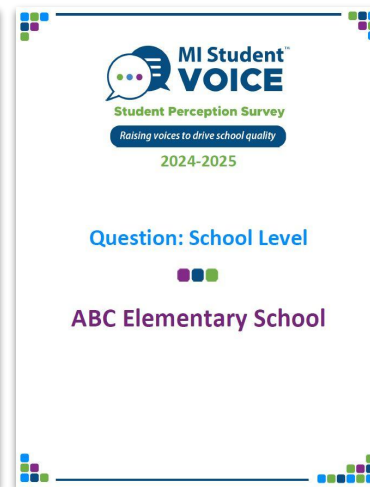 MI Student™
VOICE
Student Perception Survey
Raising voices to drive school quality
2024-2025
Question: School Level
ABC Elementary School